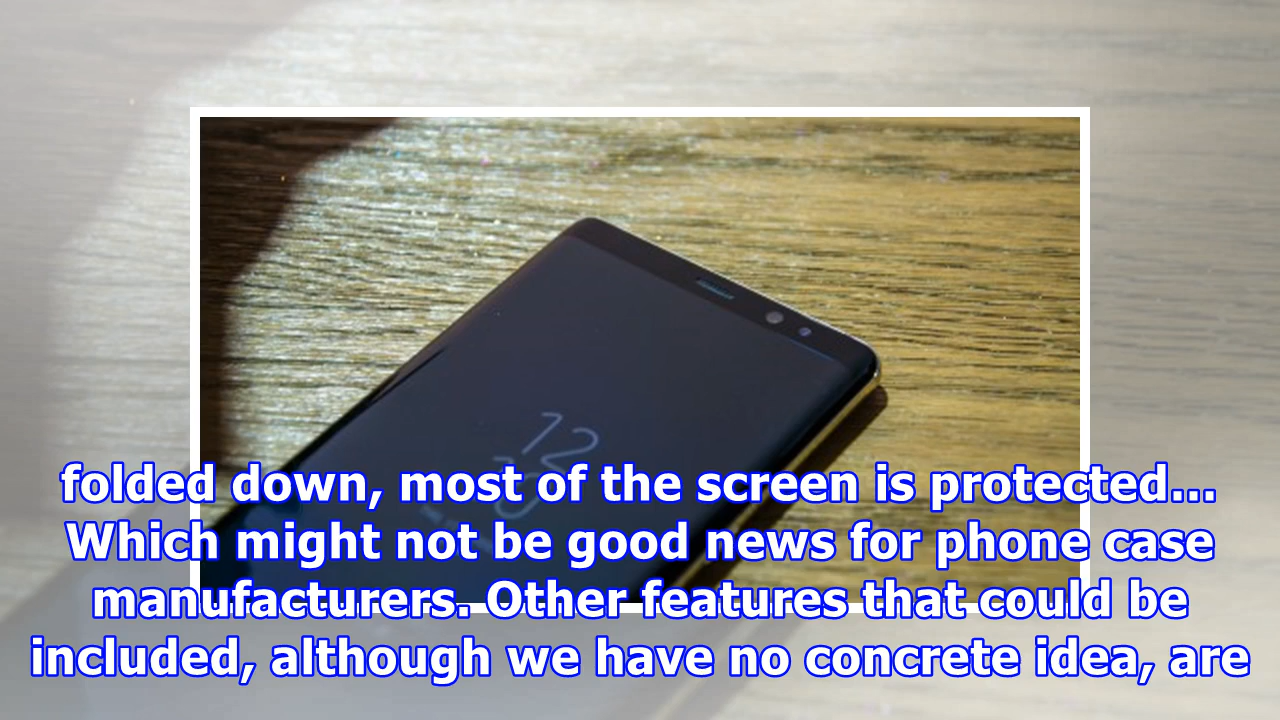 12
folded down, most of the screen is protected...
Which might not be good news for phone case
manufacturers. Other features that could be
included, although we have no concrete idea, are